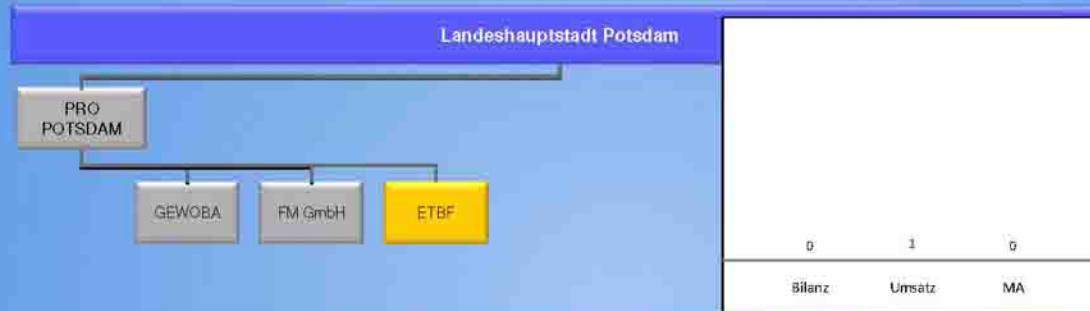 Landeshauptstadt Potsdam
PRO
POTSDAM
GEWOBA
FM GmbH
ETBF
0
1
0
Bilanz
Umsatz
MA